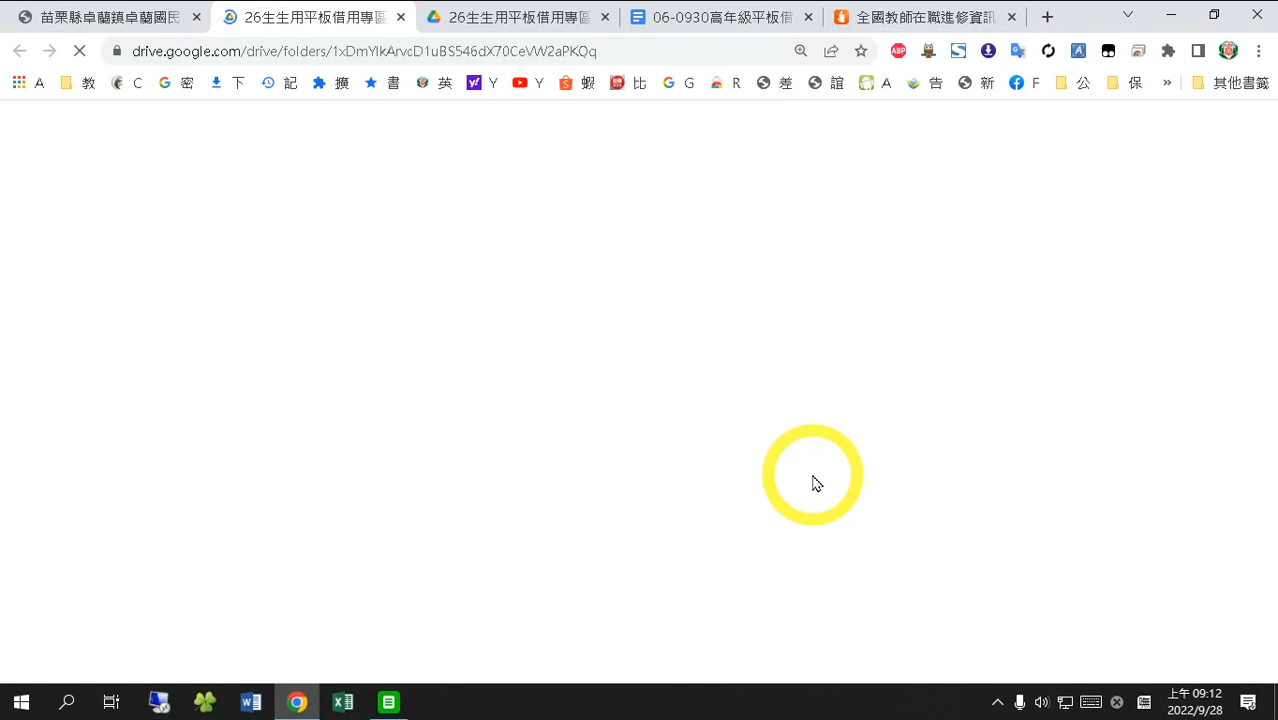 苗栗縣卓蘭鎮卓蘭國民
26生生用平板借用專區
26生生用平板借用專區
06-0930高年級平板借
全國教師在職進修資訊
drive.google.com/drive/folders/1xDmYIkArvcD1uBS546dX70CeVW2aPKQq
ABP
A 教 C 密 下 記 擴 書 英 Y Y 蝦 比 G R 差 誼 A 告 新 F 公 保 » 其他書籤
上午 09:12
2022/9/28